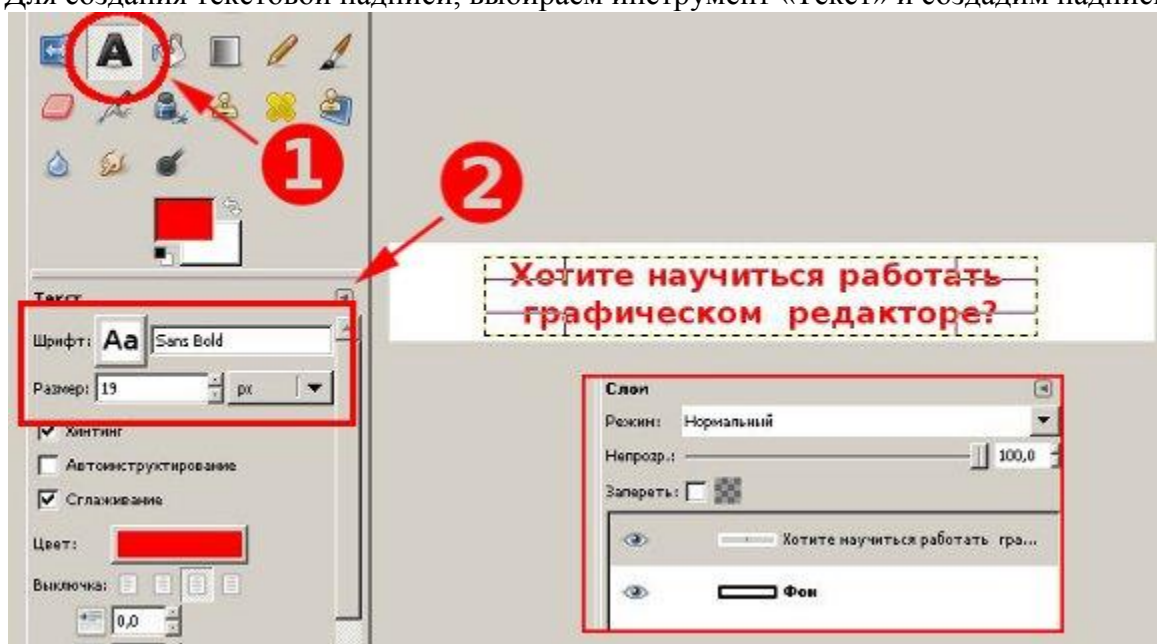 Для создания текстовой надписи, выбираем инструмент «Текст» и создадим надпись
A
1
2
Текст
Шрифт: Aa Sans Bold
Размер: 19 px
Хинтинг
Автоинструктирование
Сглаживание
Цвет:
Выключка:
0,0
Хотите научиться работать
графическом редакторе?
Слои
Режим: Нормальный
Непрозр.: 100,0
Запереть:
Хотите научиться работать гра...
Фон